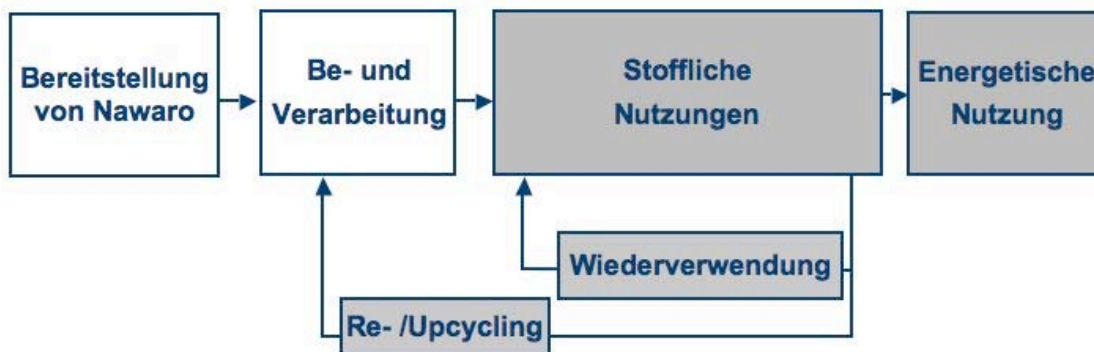 Bereitstellung
von Nawaro
Be- und
Verarbeitung
Stoffliche
Nutzungen
Energetische
Nutzung
Wiederverwendung
Re- /Upcycling